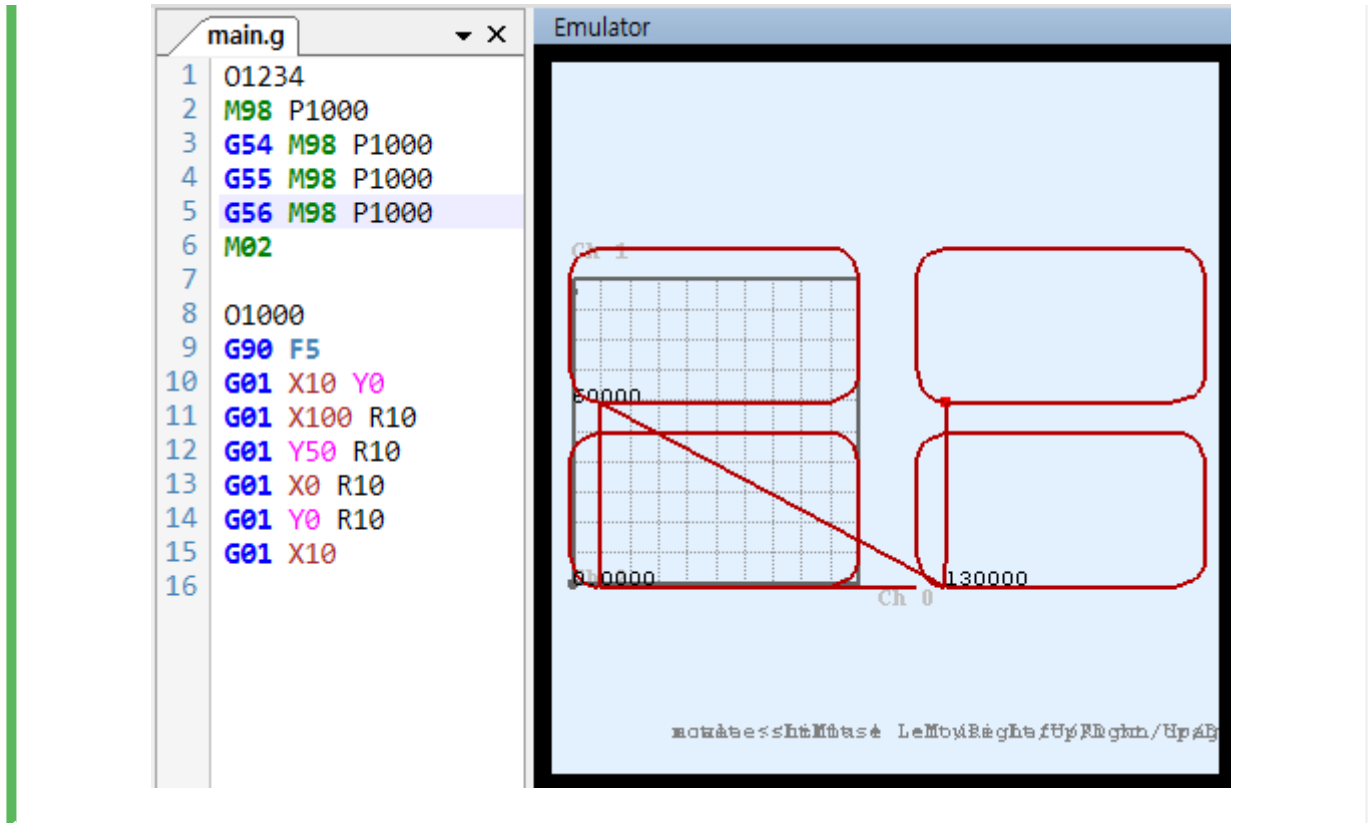 main.g
Emulator
1 O1234
2 M98 P1000
3 G54 M98 P1000
4 G55 M98 P1000
5 G56 M98 P1000
6 M02
7
8 O1000
9 G90 F5
10 G01 X10 Y0
11 G01 X100 R10
12 G01 Y50 R10
13 G01 X0 R10
14 G01 Y0 R10
15 G01 X10
16
Ch 1
60000
130000
Ch 0